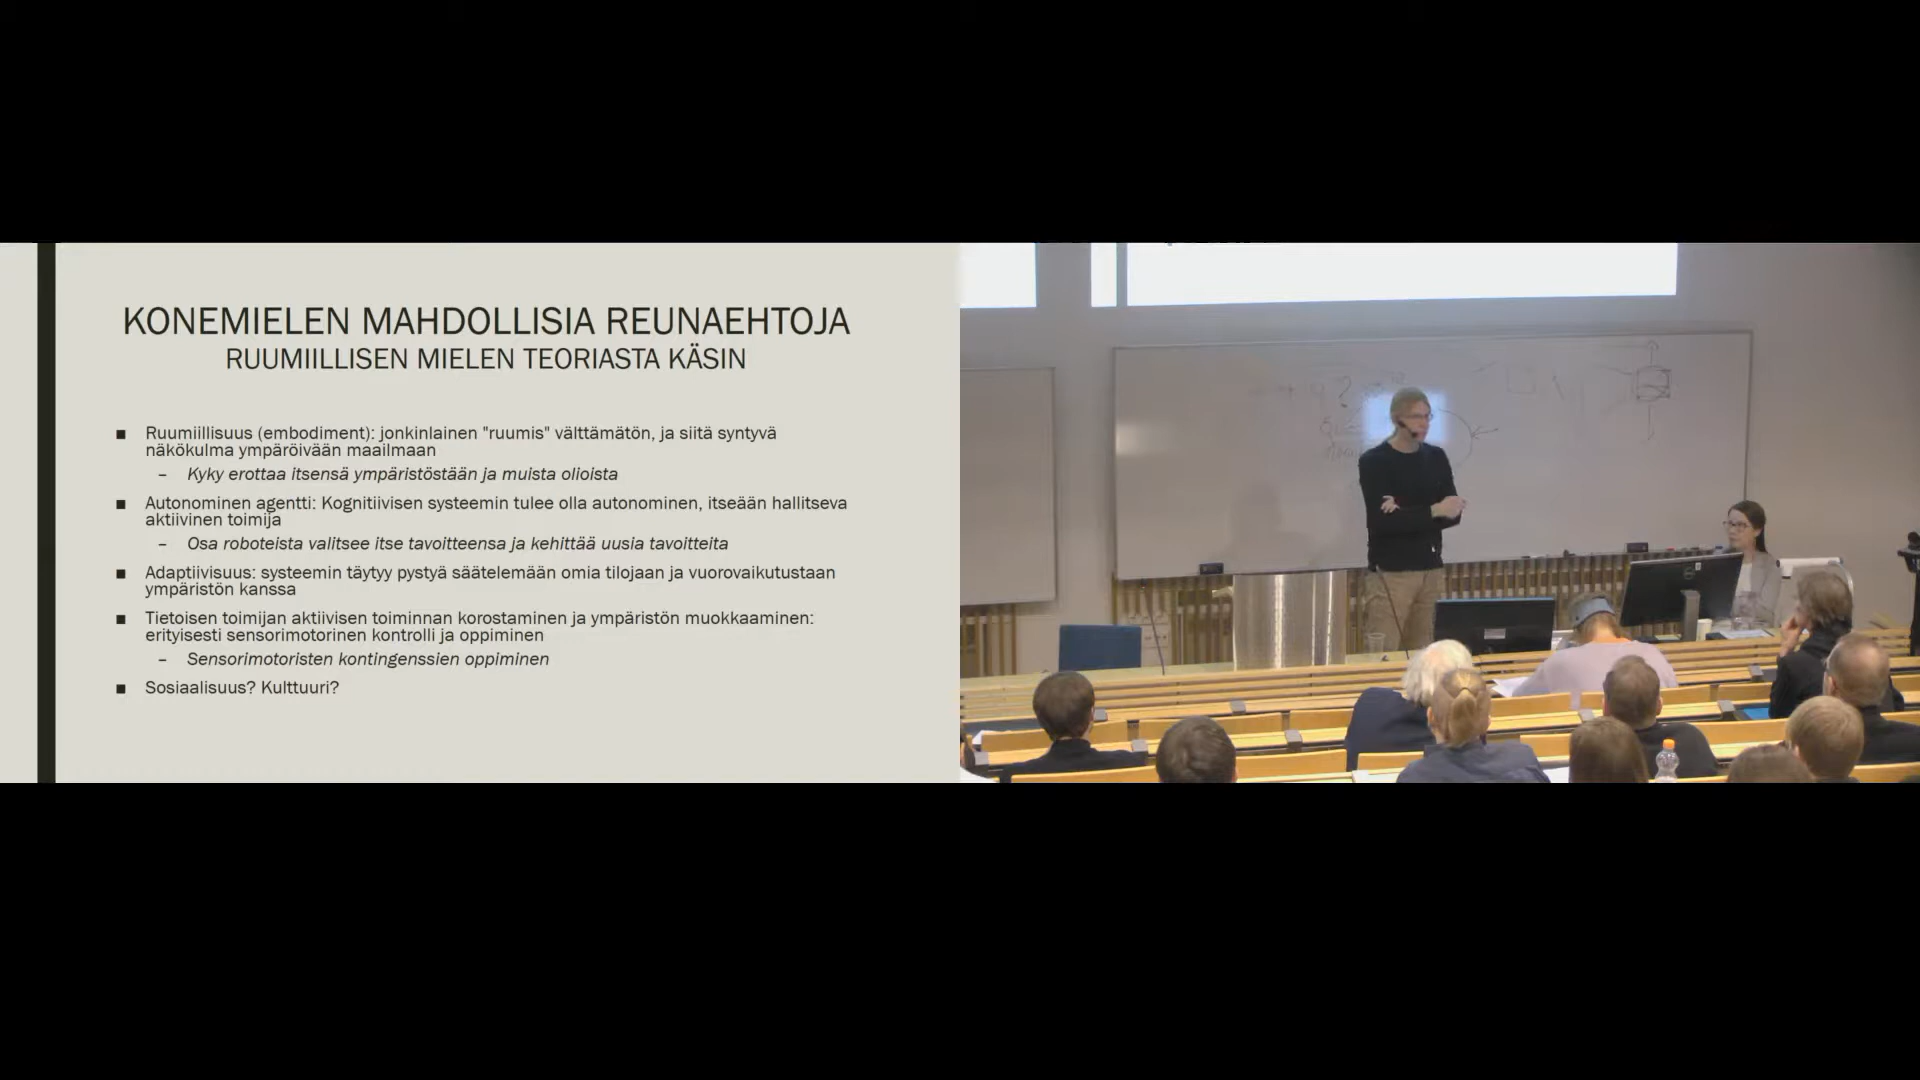 KONEMIELEN MAHDOLLISIA REUNAEHTOJA
RUUMIILLISEN MIELEN TEORIASTA KÄSIN
■ Ruumiillisuus (embodiment): jonkinlainen "ruumis" välttämätön, ja siitä syntyvä
näkökulma ympäröivään maailmaan
– Kyky erottaa itsensä ympäristöstään ja muista olioista
■ Autonominen agentti: Kognitiivisen systeemin tulee olla autonominen, itseään hallitseva
aktiivinen toimija
– Osa roboteista valitsee itse tavoitteensa ja kehittää uusia tavoitteita
■ Adaptiivisuus: systeemin täytyy pystyä säätelemään omia tilojaan ja vuorovaikutustaan
ympäristön kanssa
■ Tietoisen toimijan aktiivisen toiminnan korostaminen ja ympäristön muokkaaminen:
erityisesti sensorimotorinen kontrolli ja oppiminen
– Sensorimotoristen kontingenssien oppiminen
■ Sosiaalisuus? Kulttuuri?